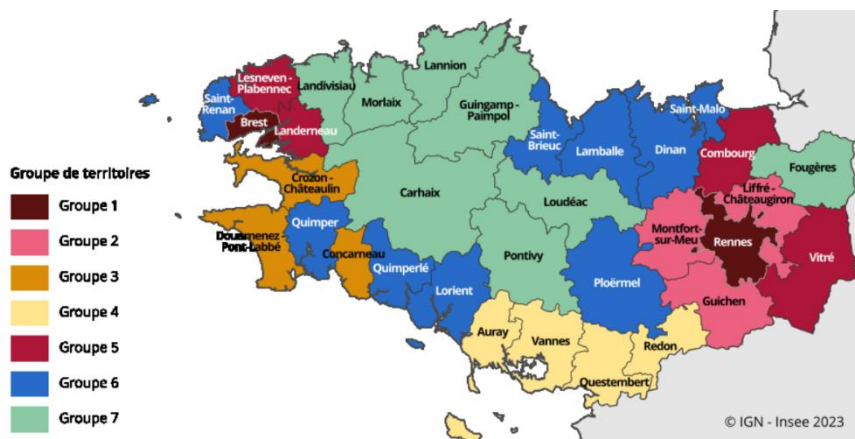 Lannion
Lesneven -
Plabennec
Landivisiau
Morlaix
Guingamp -
Paimpol
Saint-
Renan
Brest
Landerneau
Saint-Malo
Saint-
Brieuc
Lamballe
Dinan
Combourg
Fougères
Groupe de territoires
Crozon -
Châteaulin
Carhaix
Loudéac
Liffré -
Châteaugiron
Groupe 1
Groupe 2
Groupe 3
Groupe 4
Groupe 5
Groupe 6
Groupe 7
Quimper
Pont-Labbé
Concarneau
Quimperlé
Lorient
Pontivy
Ploërmel
Montfort-
sur-Meu
Rennes
Vitré
Guichen
Auray
Vannes
Redon
Questembert
© IGN - Insee 2023